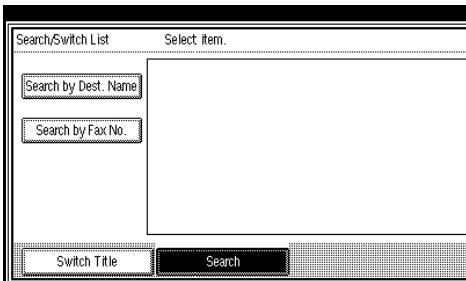 Search/Switch List Select item.
Search by Dest. Name
Search by Fax No.
Switch Title Search